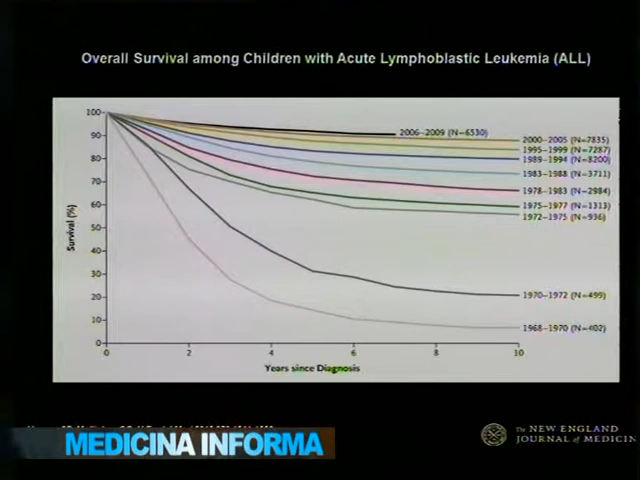 Overall Survival among Children with Acute Lymphoblastic Leukemia (ALL)
100
90
80
70
60
50
40
30
20
10
0
Survival (%)
2006–2009 (N=6530)
2000–2005 (N=7835)
1995–1999 (N=7287)
1989–1994 (N=8200)
1983–1988 (N=3711)
1978–1983 (N=2984)
1975–1977 (N=1313)
1972–1975 (N=936)
1970–1972 (N=499)
1968–1970 (N=402)
0 2 4 6 8 10
Years since Diagnosis
MEDICINA INFORMA
The NEW ENGLAND
JOURNAL of MEDICIN